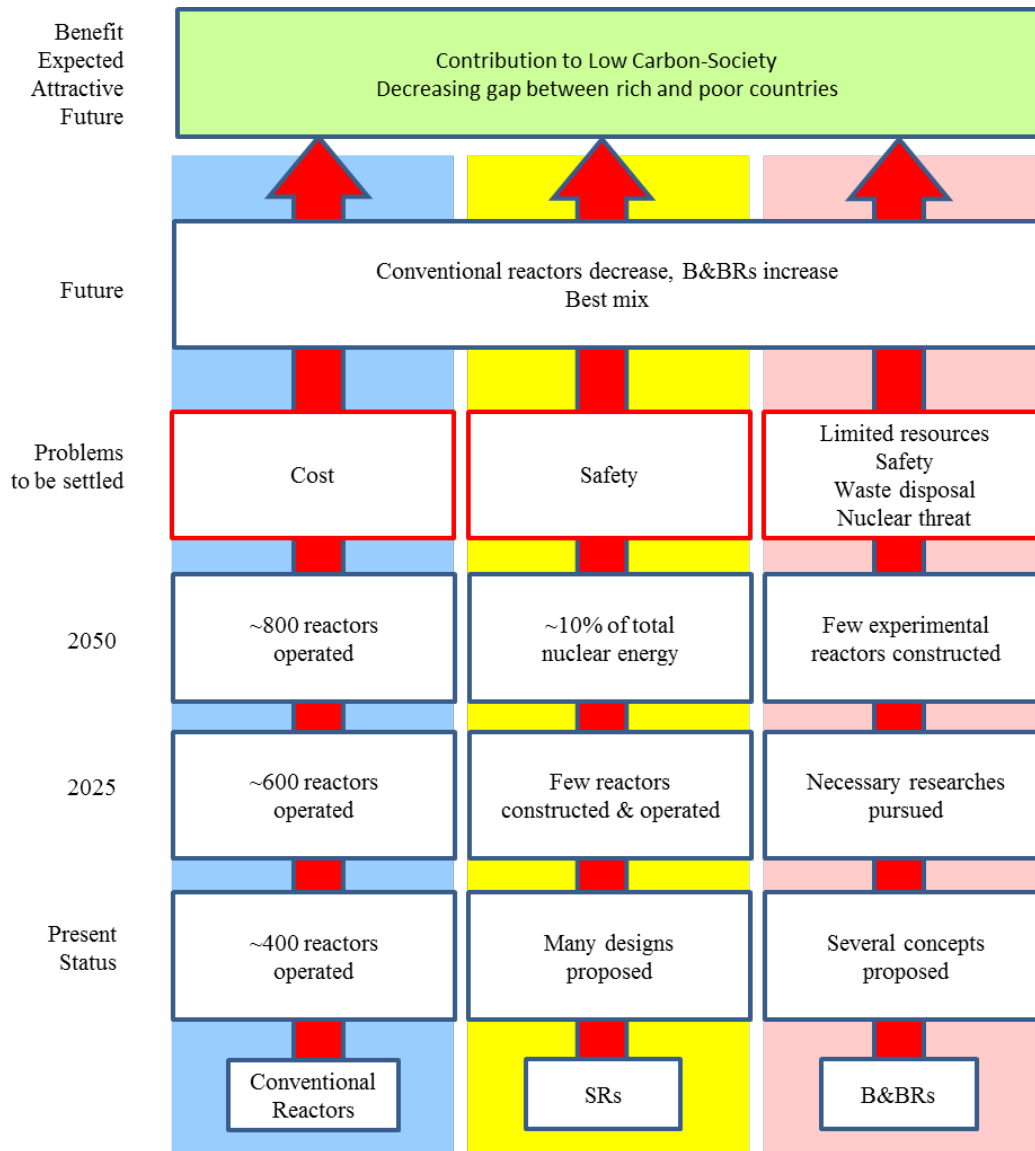 Benefit
Expected
Attractive
Future
Contribution to Low Carbon-Society
Decreasing gap between rich and poor countries
Future
Conventional reactors decrease, B&BRs increase
Best mix
Problems
to be settled
Cost
Safety
Limited resources
Safety
Waste disposal
Nuclear threat
2050
~800 reactors
operated
~10% of total
nuclear energy
Few experimental
reactors constructed
2025
~600 reactors
operated
Few reactors
constructed & operated
Necessary researches
pursued
Present
Status
~400 reactors
operated
Many designs
proposed
Several concepts
proposed
Conventional
Reactors
SRs
B&BRs